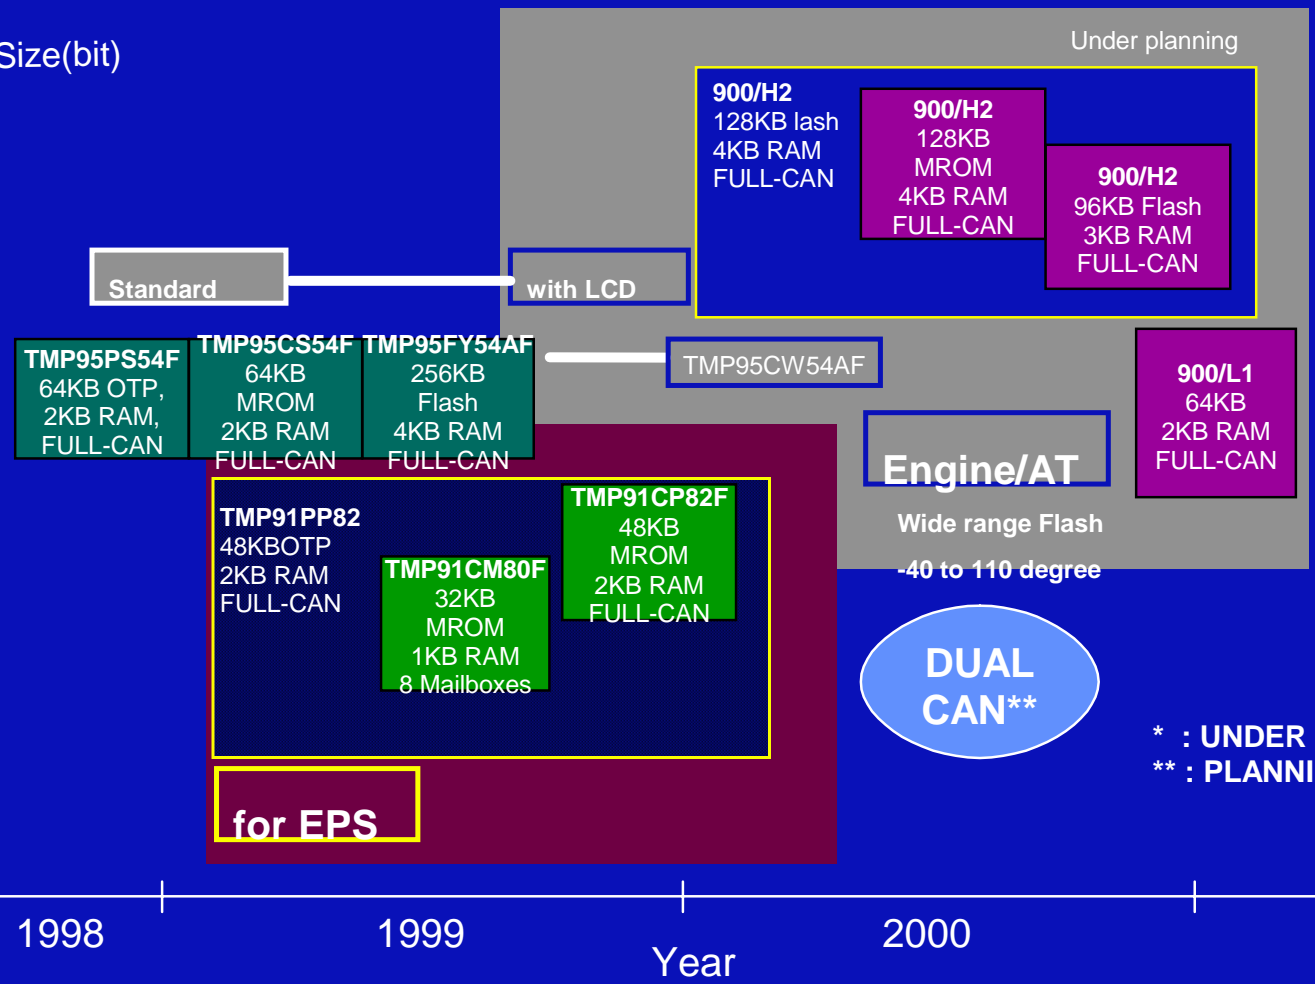 Size(bit)
Under planning
900/H2
128KB lash
4KB RAM
FULL-CAN
900/H2
128KB
MROM
4KB RAM
FULL-CAN
900/H2
96KB Flash
3KB RAM
FULL-CAN
Standard
with LCD
TMP95PS54F
64KB OTP,
2KB RAM,
FULL-CAN
TMP95CS54F
64KB
MROM
2KB RAM
FULL-CAN
TMP95FY54AF
256KB
Flash
4KB RAM
FULL-CAN
TMP95CW54AF
900/L1
64KB
2KB RAM
FULL-CAN
Engine/AT
Wide range Flash
-40 to 110 degree
TMP91PP82
48KBOTP
2KB RAM
FULL-CAN
TMP91CM80F
32KB
MROM
1KB RAM
8 Mailboxes
TMP91CP82F
48KB
MROM
2KB RAM
FULL-CAN
DUAL
CAN**
* : UNDER
** : PLANNI
for EPS
1998
1999
2000
Year